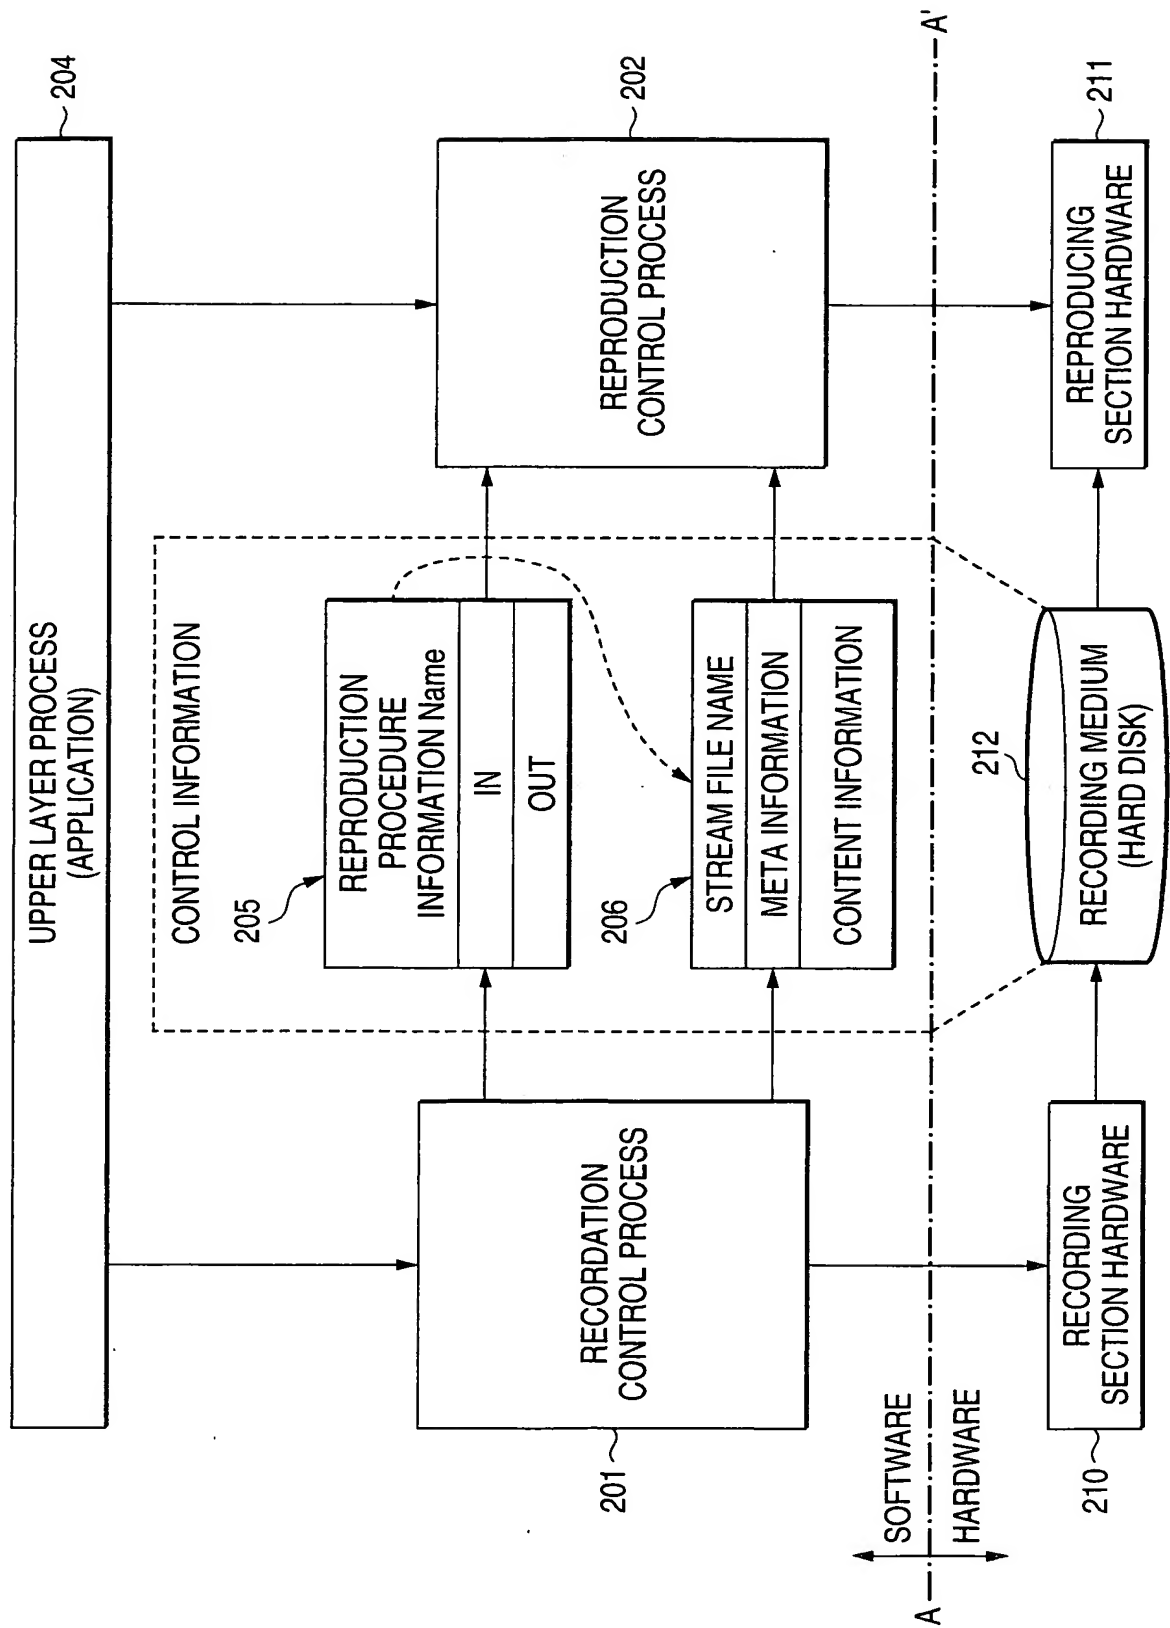 204
UPPER LAYER PROCESS
(APPLICATION)
CONTROL INFORMATION
205
REPRODUCTION
PROCEDURE
INFORMATION Name
IN
OUT
206
STREAM FILE NAME
META INFORMATION
CONTENT INFORMATION
RECORDATION
CONTROL PROCESS
201
REPRODUCTION
CONTROL PROCESS
202
SOFTWARE
HARDWARE
A
A'
RECORDING
SECTION HARDWARE
210
212
RECORDING MEDIUM
(HARD DISK)
REPRODUCING
SECTION HARDWARE
211